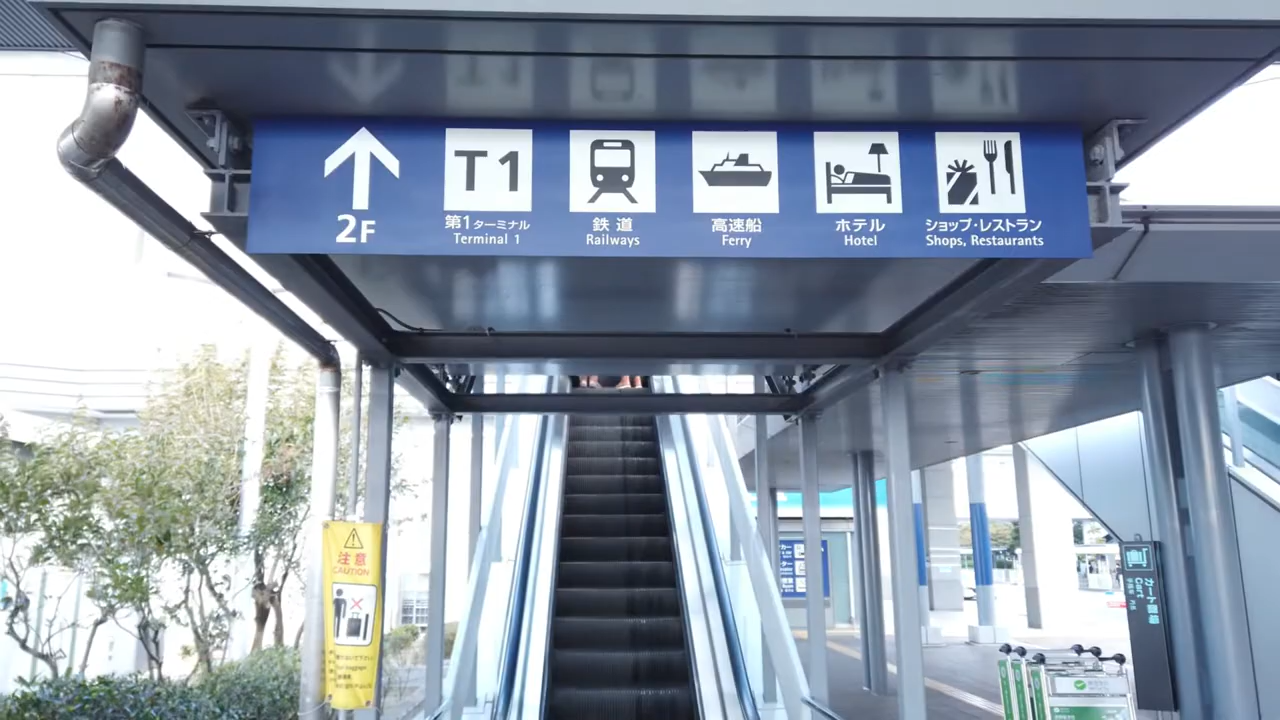 2F
T1
第1ターミナル
Terminal 1
鉄道
Railways
高速船
Ferry
ホテル
Hotel
ショップ・レストラン
Shops, Restaurants
注意
CAUTION
カート置場
Cart